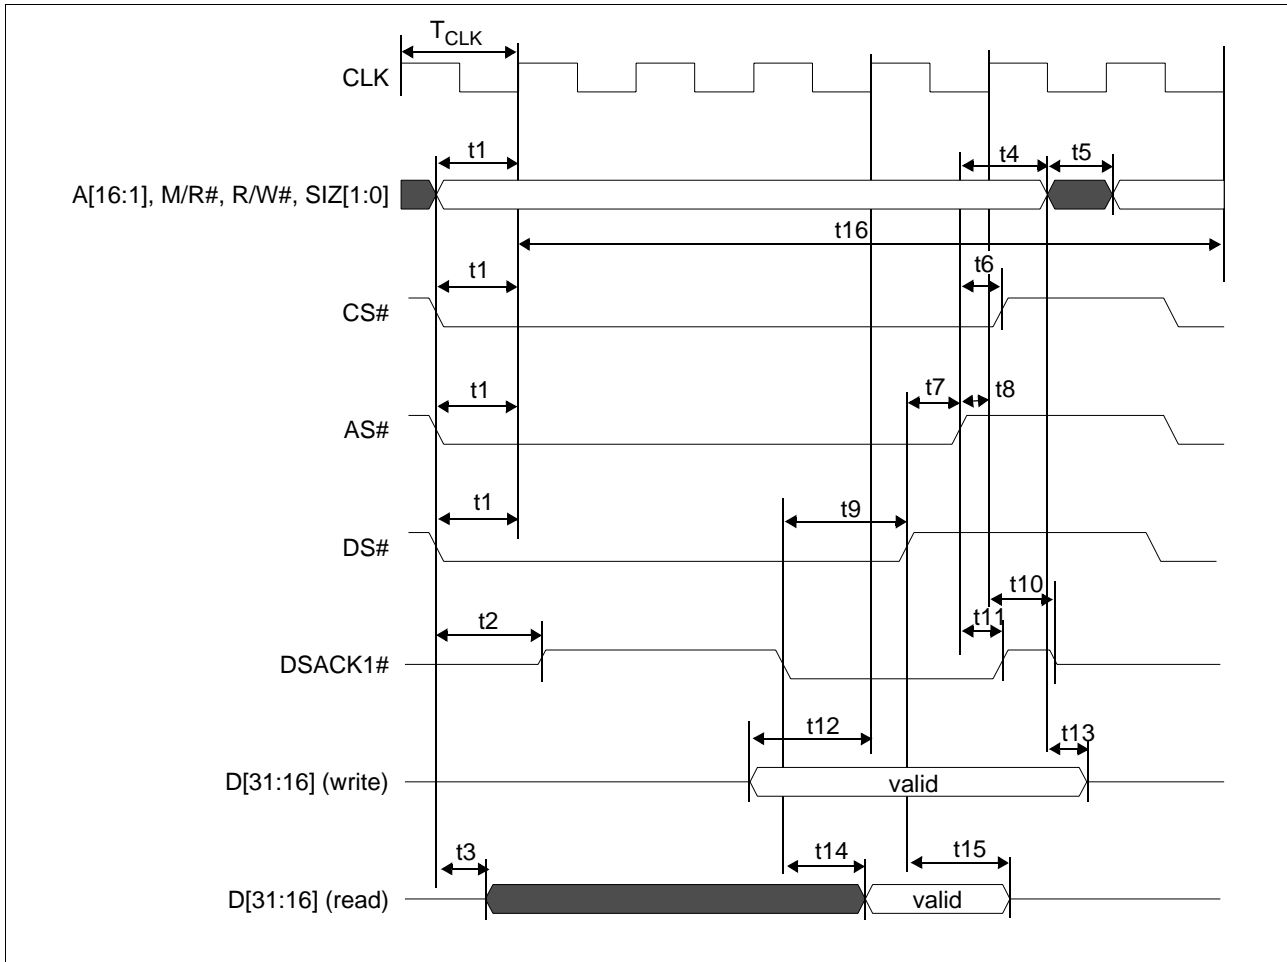 TCLK
CLK
t1 t4 t5
A[16:1], M/R#, R/W#, SIZ[1:0]
t16
t1 t6
CS#
t1 t7 t8
AS#
t1 t9
DS#
t10
t2 t11
DSACK1#
t12 t13
D[31:16] (write) valid
t3 t14 t15
D[31:16] (read) valid